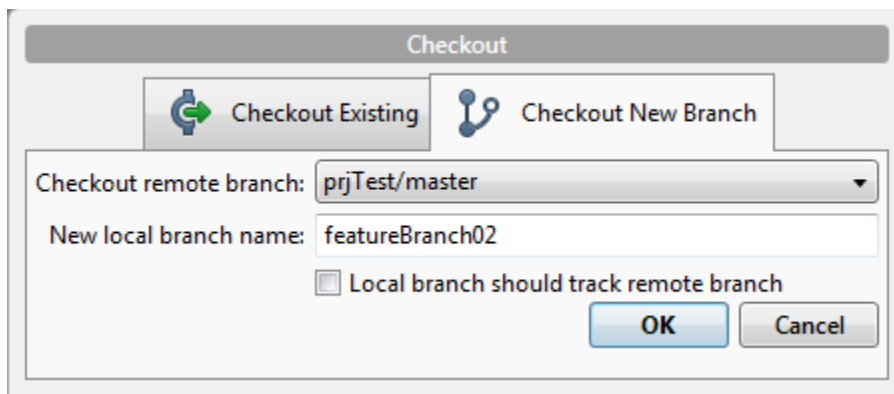 Checkout
Checkout Existing
Checkout New Branch
Checkout remote branch: prjTest/master
New local branch name: featureBranch02
Local branch should track remote branch
OK Cancel